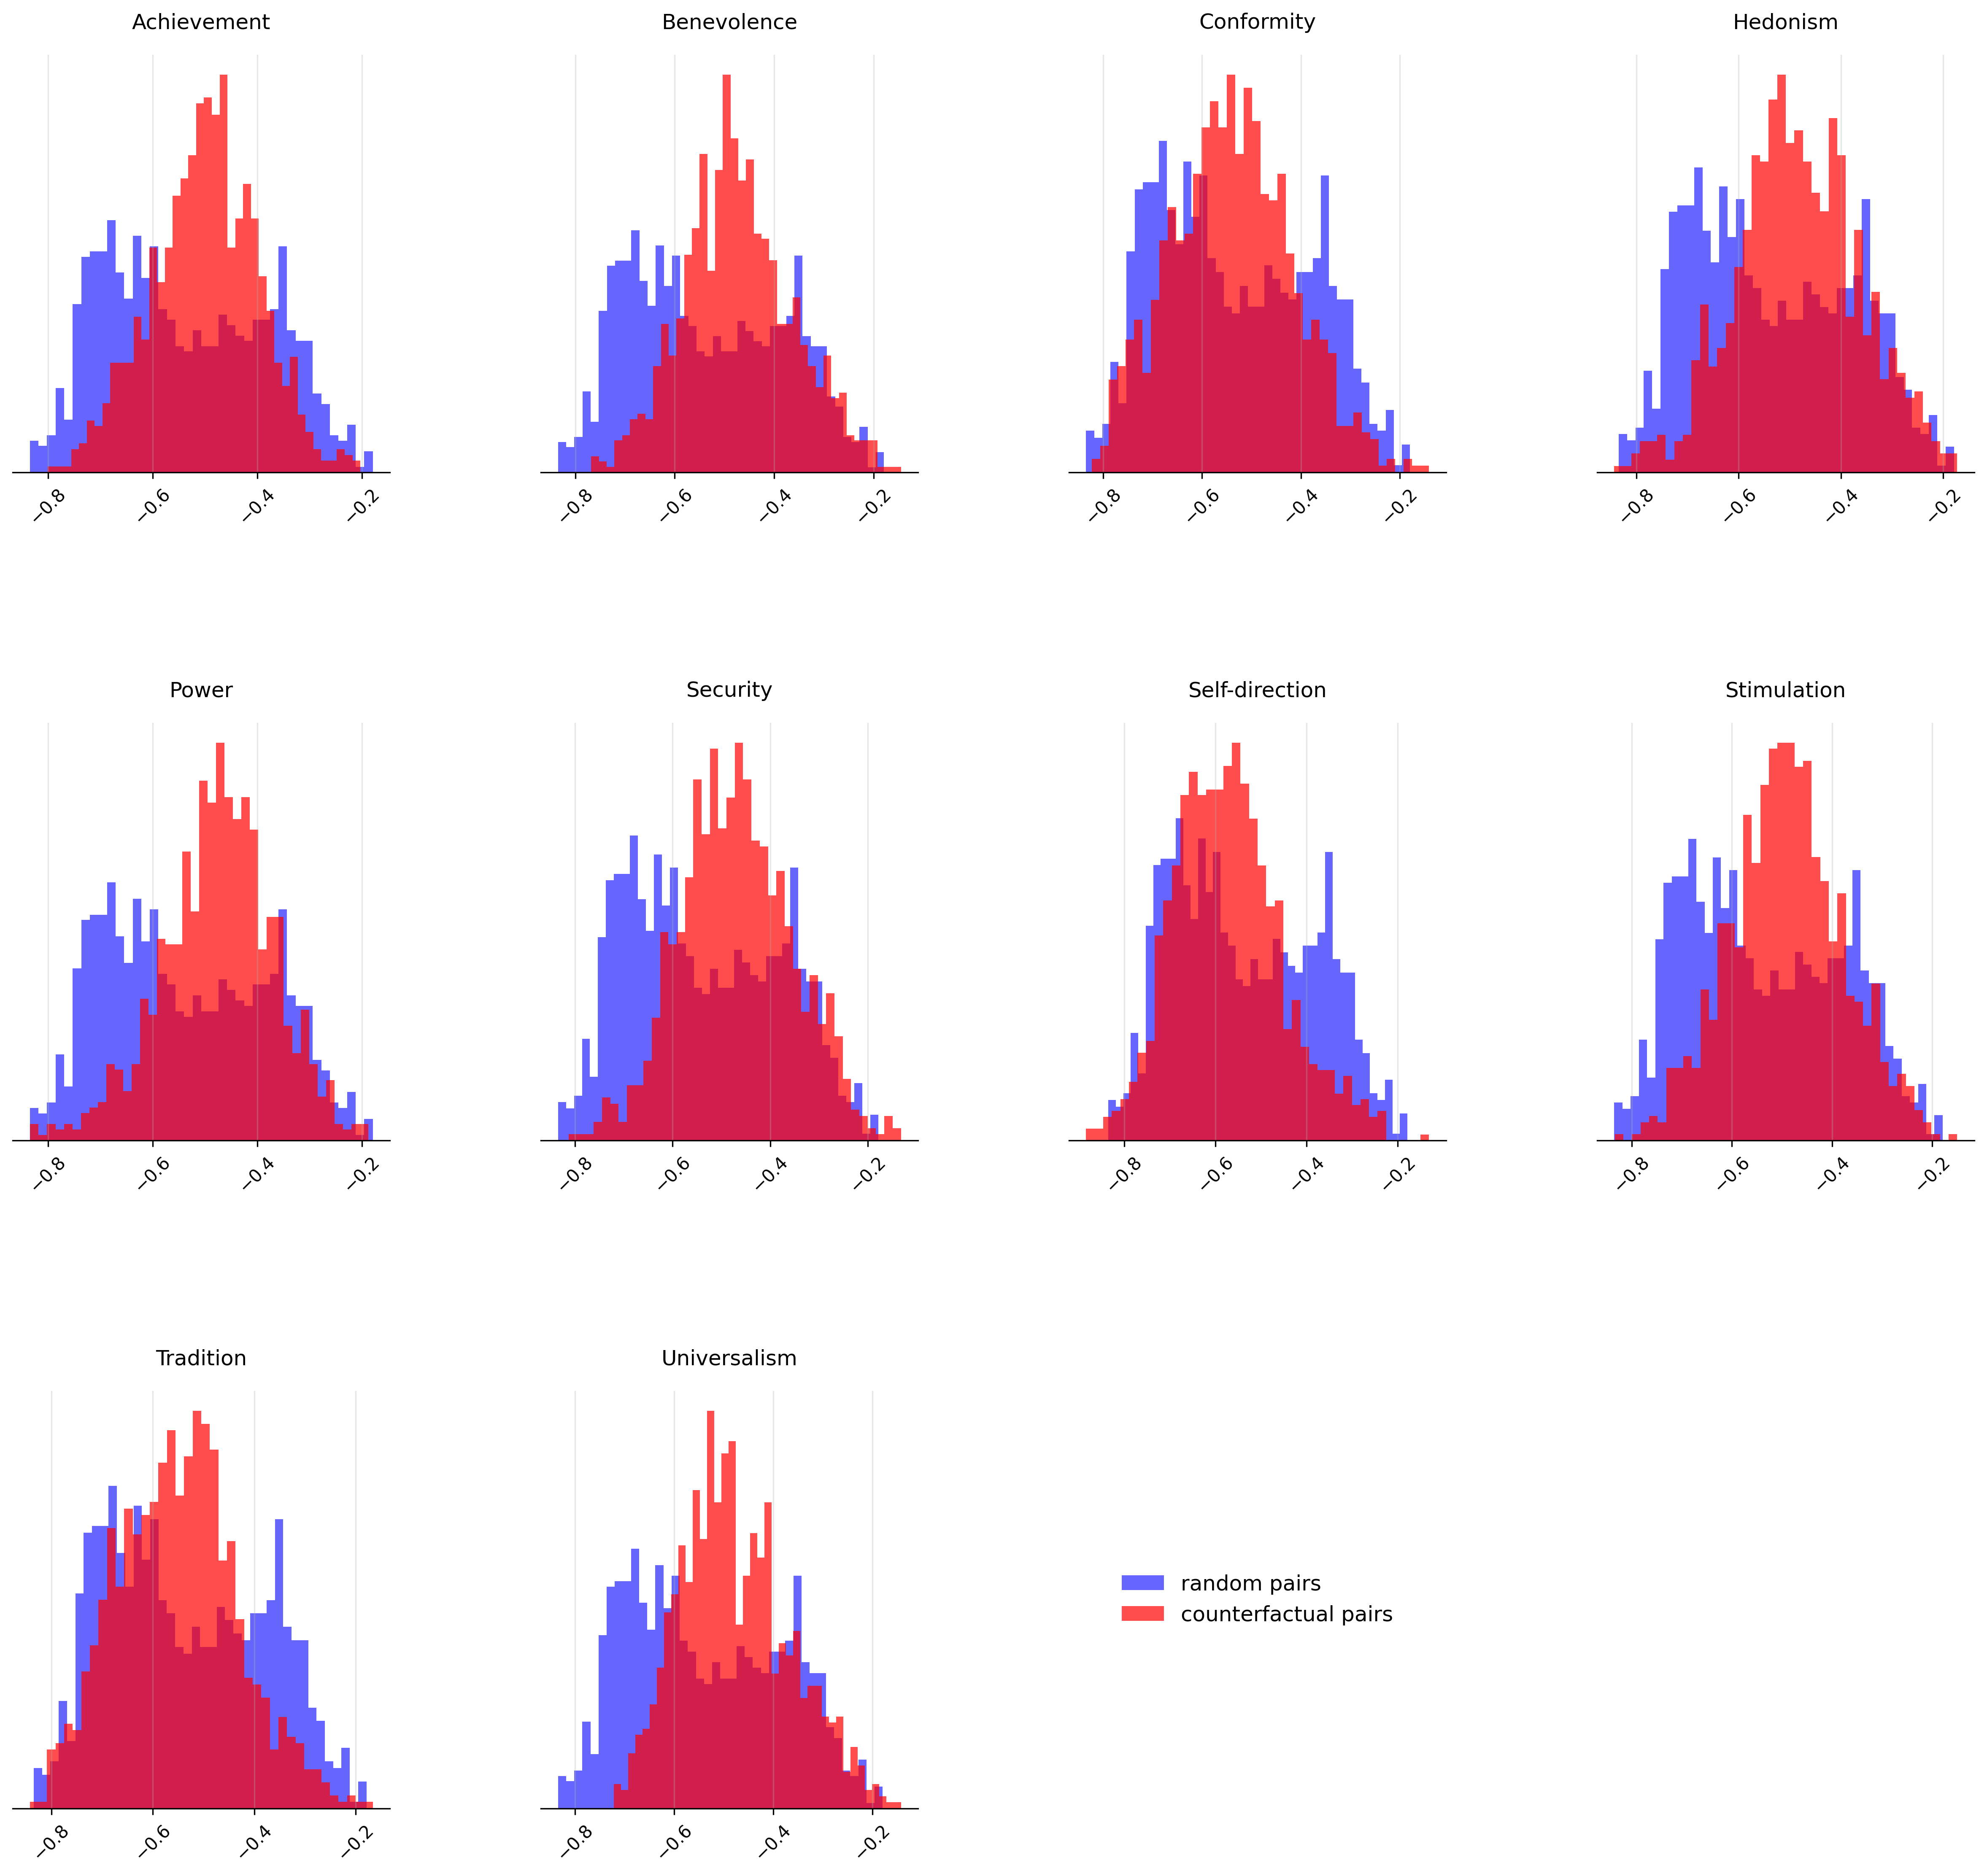 Achievement Benevolence Conformity Hedonism
−0.8 −0.6 −0.4 −0.2 −0.8 −0.6 −0.4 −0.2 −0.8 −0.6 −0.4 −0.2 −0.8 −0.6 −0.4 −0.2
Power Security Self-direction Stimulation
−0.8 −0.6 −0.4 −0.2 −0.8 −0.6 −0.4 −0.2 −0.8 −0.6 −0.4 −0.2 −0.8 −0.6 −0.4 −0.2
Tradition Universalism
random pairs
counterfactual pairs
−0.8 −0.6 −0.4 −0.2 −0.8 −0.6 −0.4 −0.2